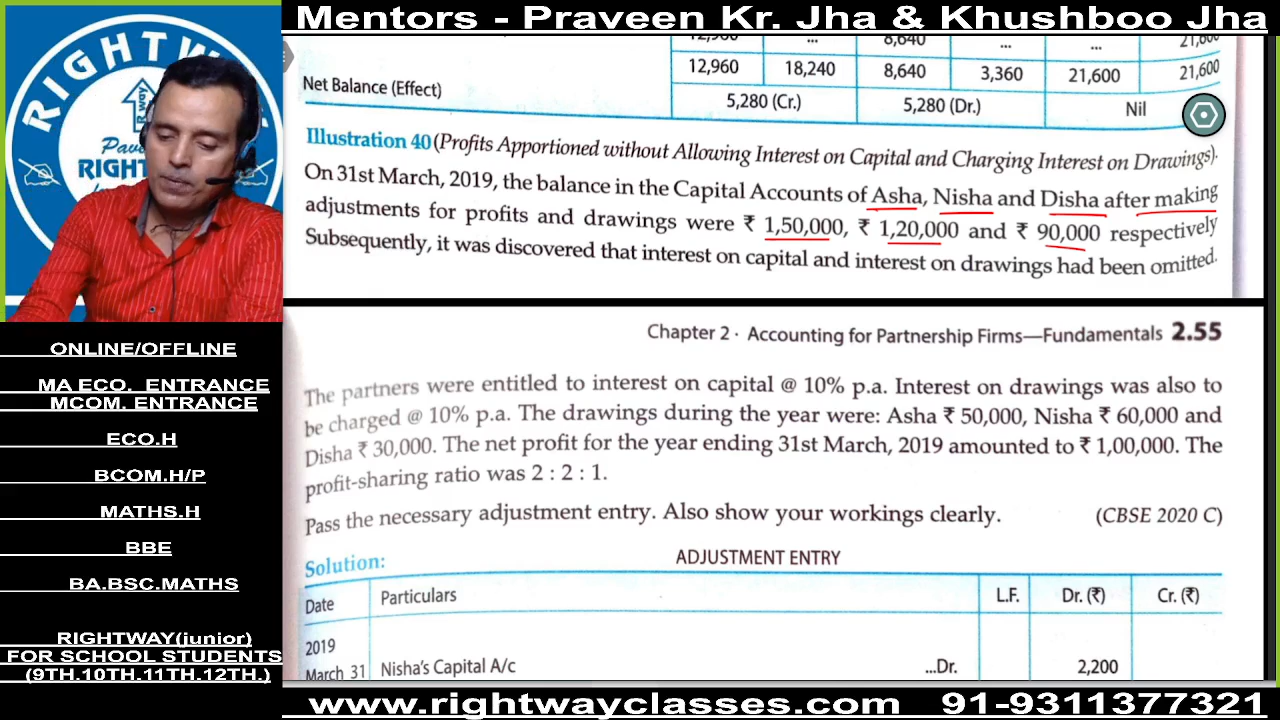 Mentors - Praveen Kr. Jha & Khushboo Jha
RIGHTWAY
Rway
RIGHT
12,960 ... 8,640 ... ... 21,600
12,960 18,240 8,640 3,360 21,600 21,600
Net Balance (Effect) 5,280 (Cr.) 5,280 (Dr.) Nil
Illustration 40 (Profits Apportioned without Allowing Interest on Capital and Charging Interest on Drawings).
On 31st March, 2019, the balance in the Capital Accounts of Asha, Nisha and Disha after making
adjustments for profits and drawings were ₹ 1,50,000, ₹ 1,20,000 and ₹ 90,000 respectively
Subsequently, it was discovered that interest on capital and interest on drawings had been omitted.
Chapter 2 · Accounting for Partnership Firms—Fundamentals 2.55
The partners were entitled to interest on capital @ 10% p.a. Interest on drawings was also to
be charged @ 10% p.a. The drawings during the year were: Asha ₹ 50,000, Nisha ₹ 60,000 and
Disha ₹ 30,000. The net profit for the year ending 31st March, 2019 amounted to ₹ 1,00,000. The
profit-sharing ratio was 2 : 2 : 1.
Pass the necessary adjustment entry. Also show your workings clearly. (CBSE 2020 C)
Solution: ADJUSTMENT ENTRY
Date Particulars L.F. Dr. (₹) Cr. (₹)
2019
March 31 Nisha's Capital A/c ...Dr. 2,200
ONLINE/OFFLINE
MA ECO. ENTRANCE
MCOM. ENTRANCE
ECO.H
BCOM.H/P
MATHS.H
BBE
BA.BSC.MATHS
RIGHTWAY(junior)
FOR SCHOOL STUDENTS
(9TH.10TH.11TH.12TH.)
www.rightwayclasses.com 91-9311377321